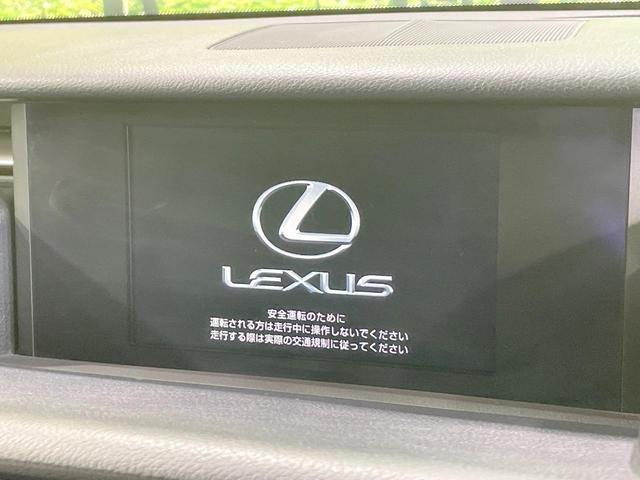 LEXUS
安全運転のために
運転される方は走行中に操作しないでください
走行する際は実際の交通規制に従ってください